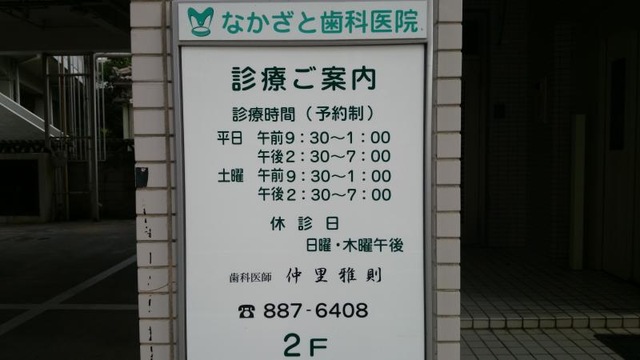 なかざと歯科医院
診療ご案内
診療時間（予約制）
平日 午前9：30〜1：00
午後2：30〜7：00
土曜 午前9：30〜1：00
午後2：30〜7：00
休診日
日曜・木曜午後
歯科医師 仲里雅則
☎887-6408
2F